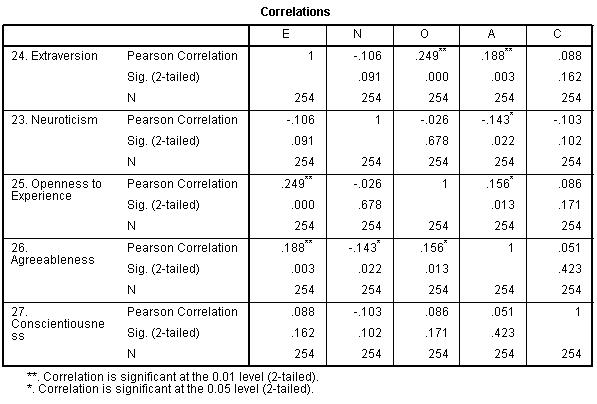 Correlations
E N O A C
24. Extraversion Pearson Correlation 1 -.106 .249** .188** .088
Sig. (2-tailed) .091 .000 .003 .162
N 254 254 254 254 254
23. Neuroticism Pearson Correlation -.106 1 -.026 -.143* -.103
Sig. (2-tailed) .091 .678 .022 .102
N 254 254 254 254 254
25. Openness to Pearson Correlation .249** -.026 1 .156* .086
Experience Sig. (2-tailed) .000 .678 .013 .171
N 254 254 254 254 254
26. Pearson Correlation .188** -.143* .156* 1 .051
Agreeableness Sig. (2-tailed) .003 .022 .013 .423
N 254 254 254 254 254
27. Pearson Correlation .088 -.103 .086 .051 1
Conscientiousne Sig. (2-tailed) .162 .102 .171 .423
ss
N 254 254 254 254 254
**. Correlation is significant at the 0.01 level (2-tailed).
*. Correlation is significant at the 0.05 level (2-tailed).